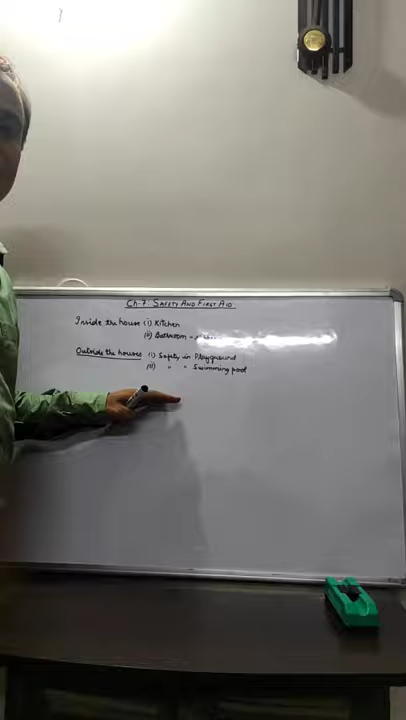 Ch-7: SAFETY AND FIRST AID
Inside the house (i) Kitchen
(ii) Bathroom -
Outside the houses (i) Safety in Playground
(ii) " " Swimming pool